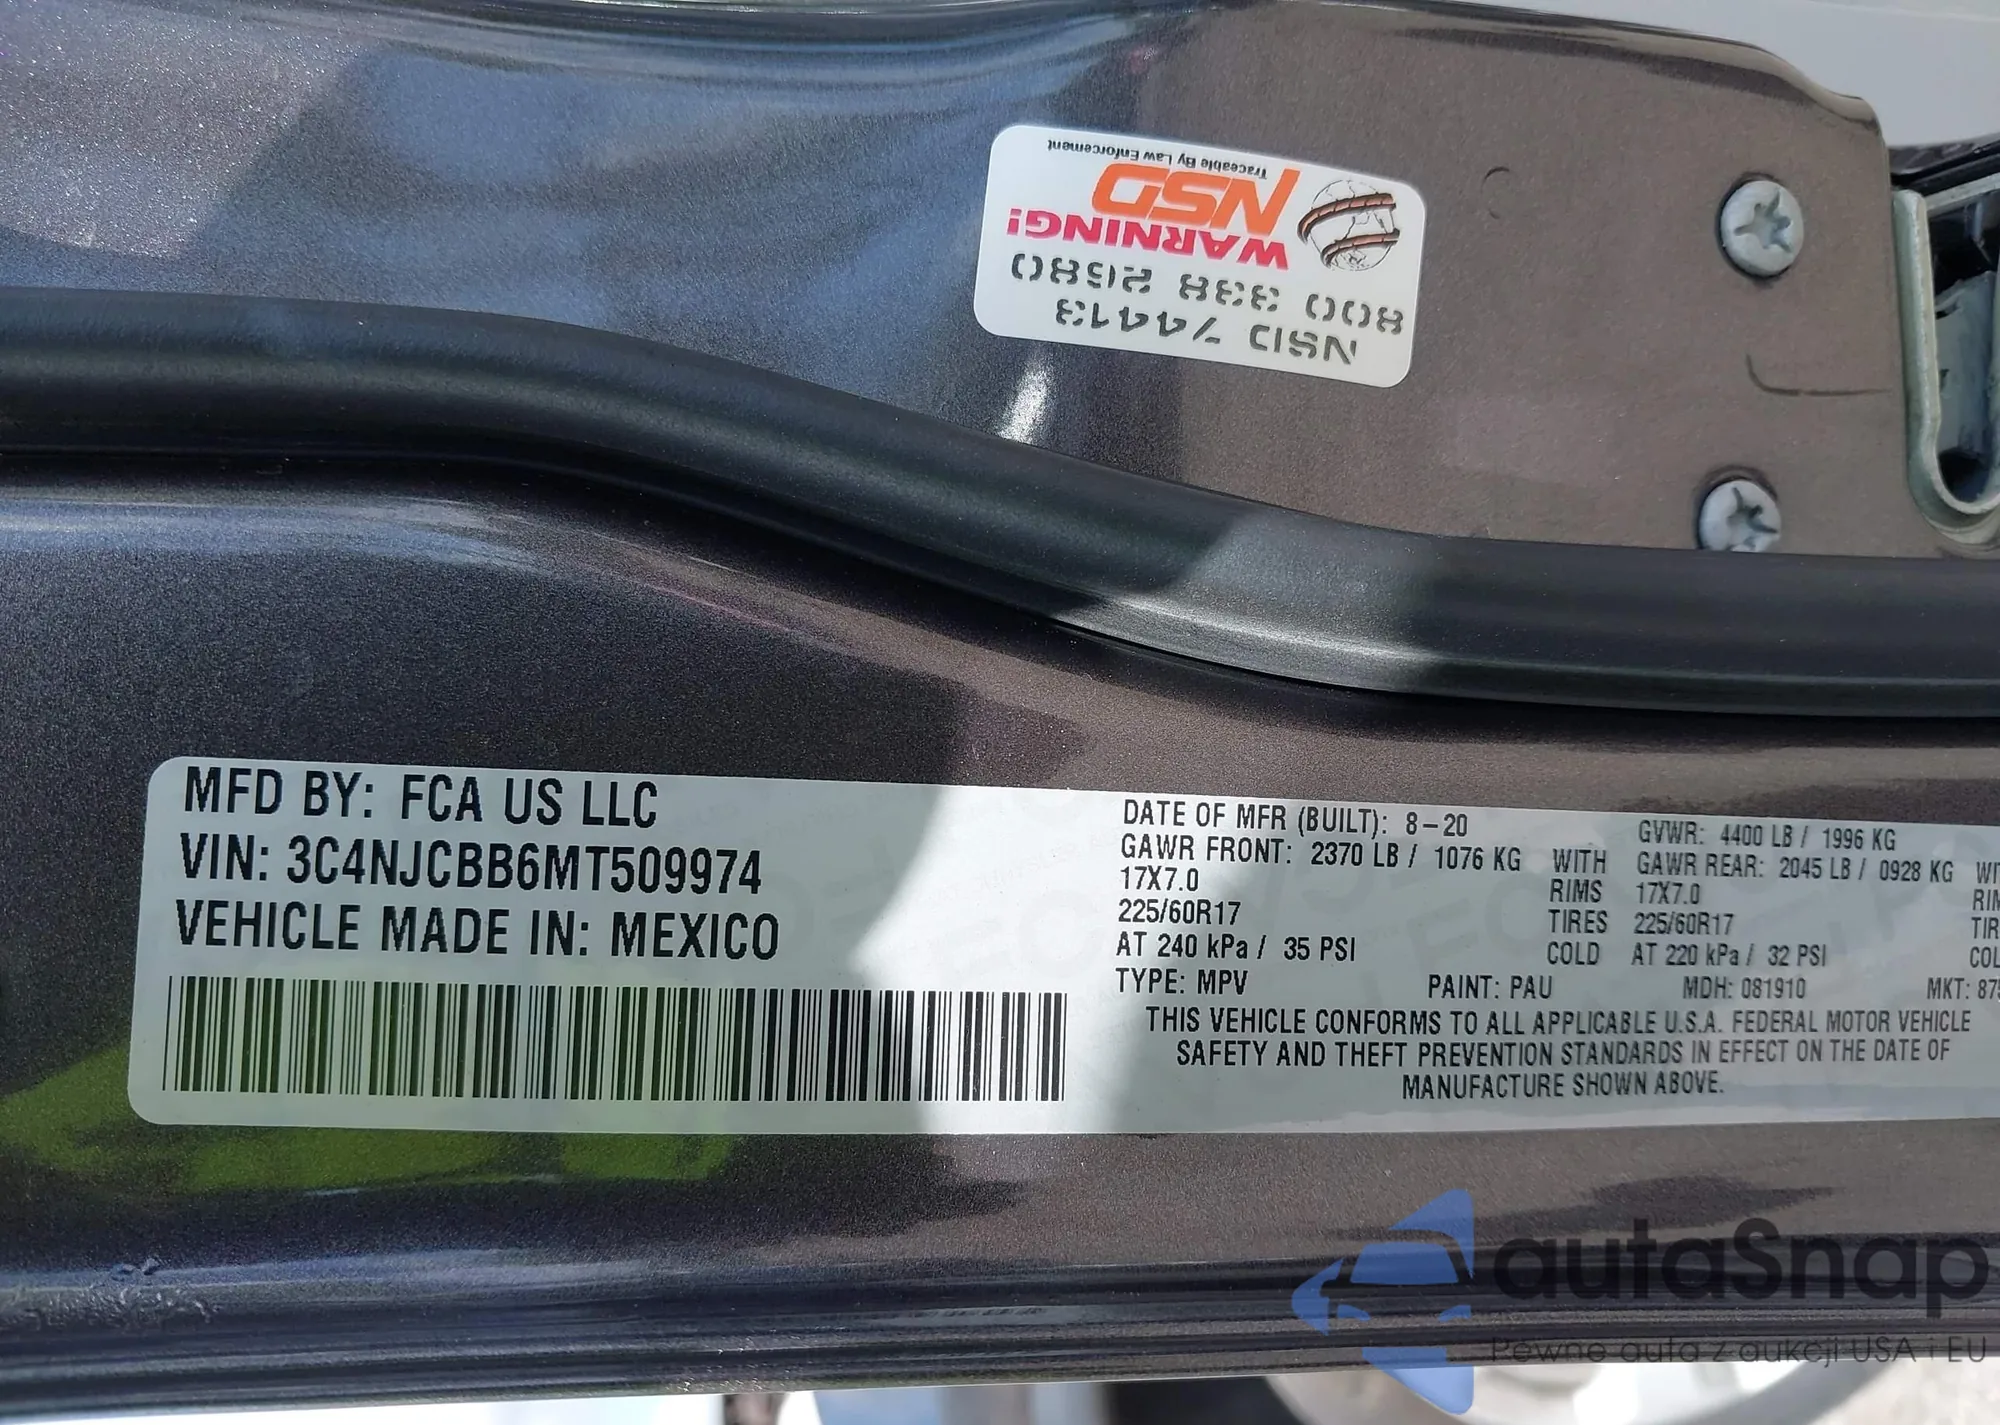 Traceable By Law Enforcement
NSD
WARNING!
800 338 2680
NSD 74413
MFD BY: FCA US LLC
VIN: 3C4NJCBB6MT509974
VEHICLE MADE IN: MEXICO
DATE OF MFR (BUILT): 8-20 GVWR: 4400 LB / 1996 KG
GAWR FRONT: 2370 LB / 1076 KG WITH GAWR REAR: 2045 LB / 0928 KG
17X7.0 RIMS 17X7.0
225/60R17 TIRES 225/60R17
AT 240 kPa / 35 PSI COLD AT 220 kPa / 32 PSI
TYPE: MPV PAINT: PAU MDH: 081910 MKT:
THIS VEHICLE CONFORMS TO ALL APPLICABLE U.S.A. FEDERAL MOTOR VEHICLE
SAFETY AND THEFT PREVENTION STANDARDS IN EFFECT ON THE DATE OF
MANUFACTURE SHOWN ABOVE.
autaSnap
Pewne auta z aukcji USA i EU